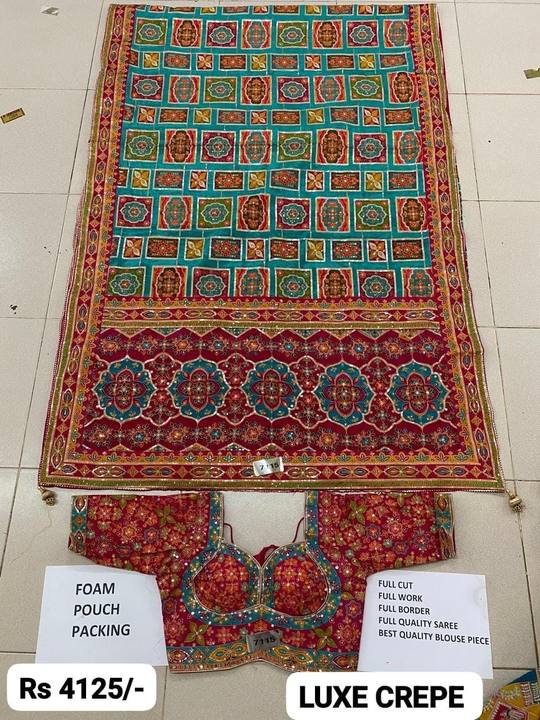 7115
FOAM
POUCH
PACKING
7115
FULL CUT
FULL WORK
FULL BORDER
FULL QUALITY SAREE
BEST QUALITY BLOUSE PIECE
Rs 4125/-
LUXE CREPE